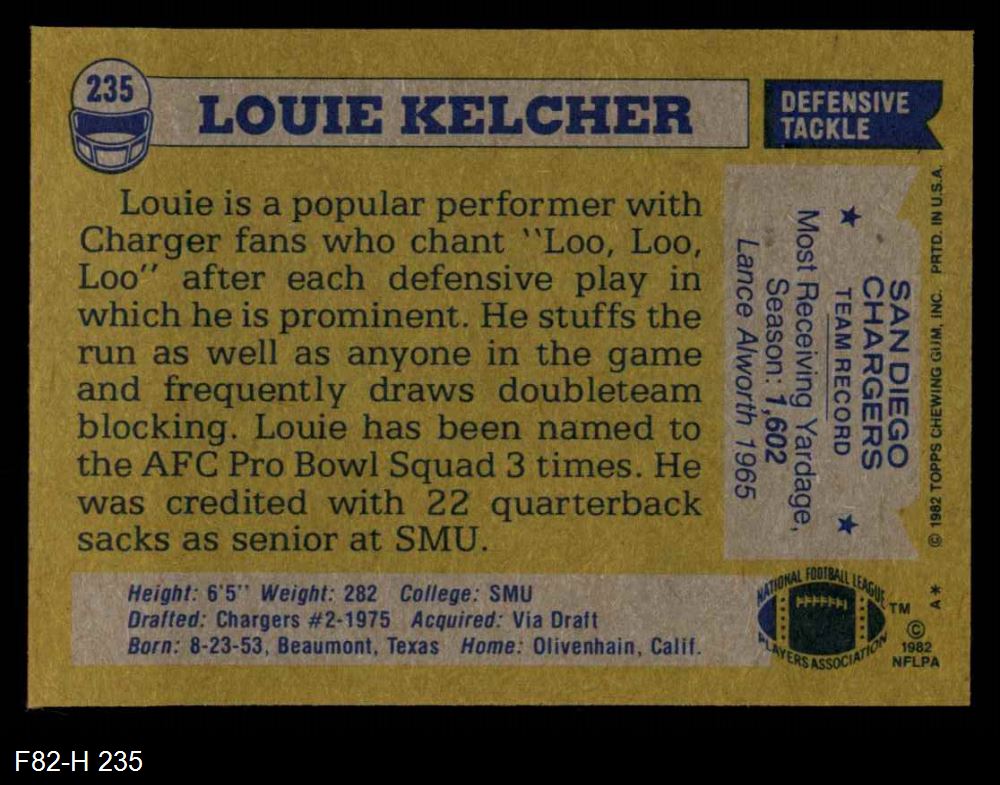 235
LOUIE KELCHER
DEFENSIVE
TACKLE
Louie is a popular performer with
Charger fans who chant "Loo, Loo,
Loo" after each defensive play in
which he is prominent. He stuffs the
run as well as anyone in the game
and frequently draws doubleteam
blocking. Louie has been named to
the AFC Pro Bowl Squad 3 times. He
was credited with 22 quarterback
sacks as senior at SMU.
SAN DIEGO
CHARGERS
★ TEAM RECORD ★
Most Receiving Yardage,
Season: 1,602
Lance Alworth 1965
© 1982 TOPPS CHEWING GUM, INC. PRTD. IN U.S.A.
Height: 6'5" Weight: 282 College: SMU
Drafted: Chargers #2-1975 Acquired: Via Draft
Born: 8-23-53, Beaumont, Texas Home: Olivenhain, Calif.
NATIONAL FOOTBALL LEAGUE
PLAYERS ASSOCIATION
TM
A*
©
1982
NFLPA
F82-H 235